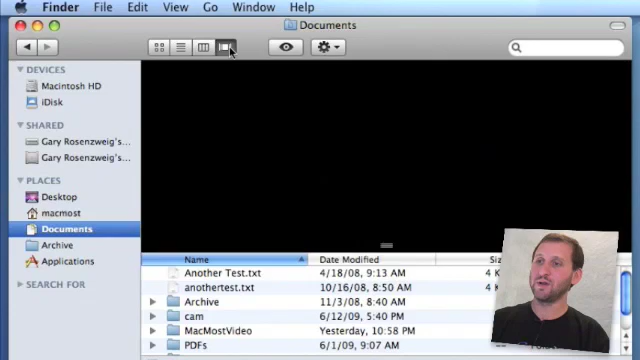 Finder File Edit View Go Window Help
Documents
DEVICES
Macintosh HD
iDisk
SHARED
Gary Rosenzweig's...
Gary Rosenzweig's...
PLACES
Desktop
macmost
Documents
Archive
Applications
SEARCH FOR
Name Date Modified
Another Test.txt 4/18/08, 9:13 AM 4 K
anothertest.txt 10/16/08, 8:50 AM 4 K
Archive 11/3/08, 8:40 AM
cam 6/12/09, 5:40 PM
MacMostVideo Yesterday, 10:58 PM
PDFs 6/1/09, 9:07 AM --